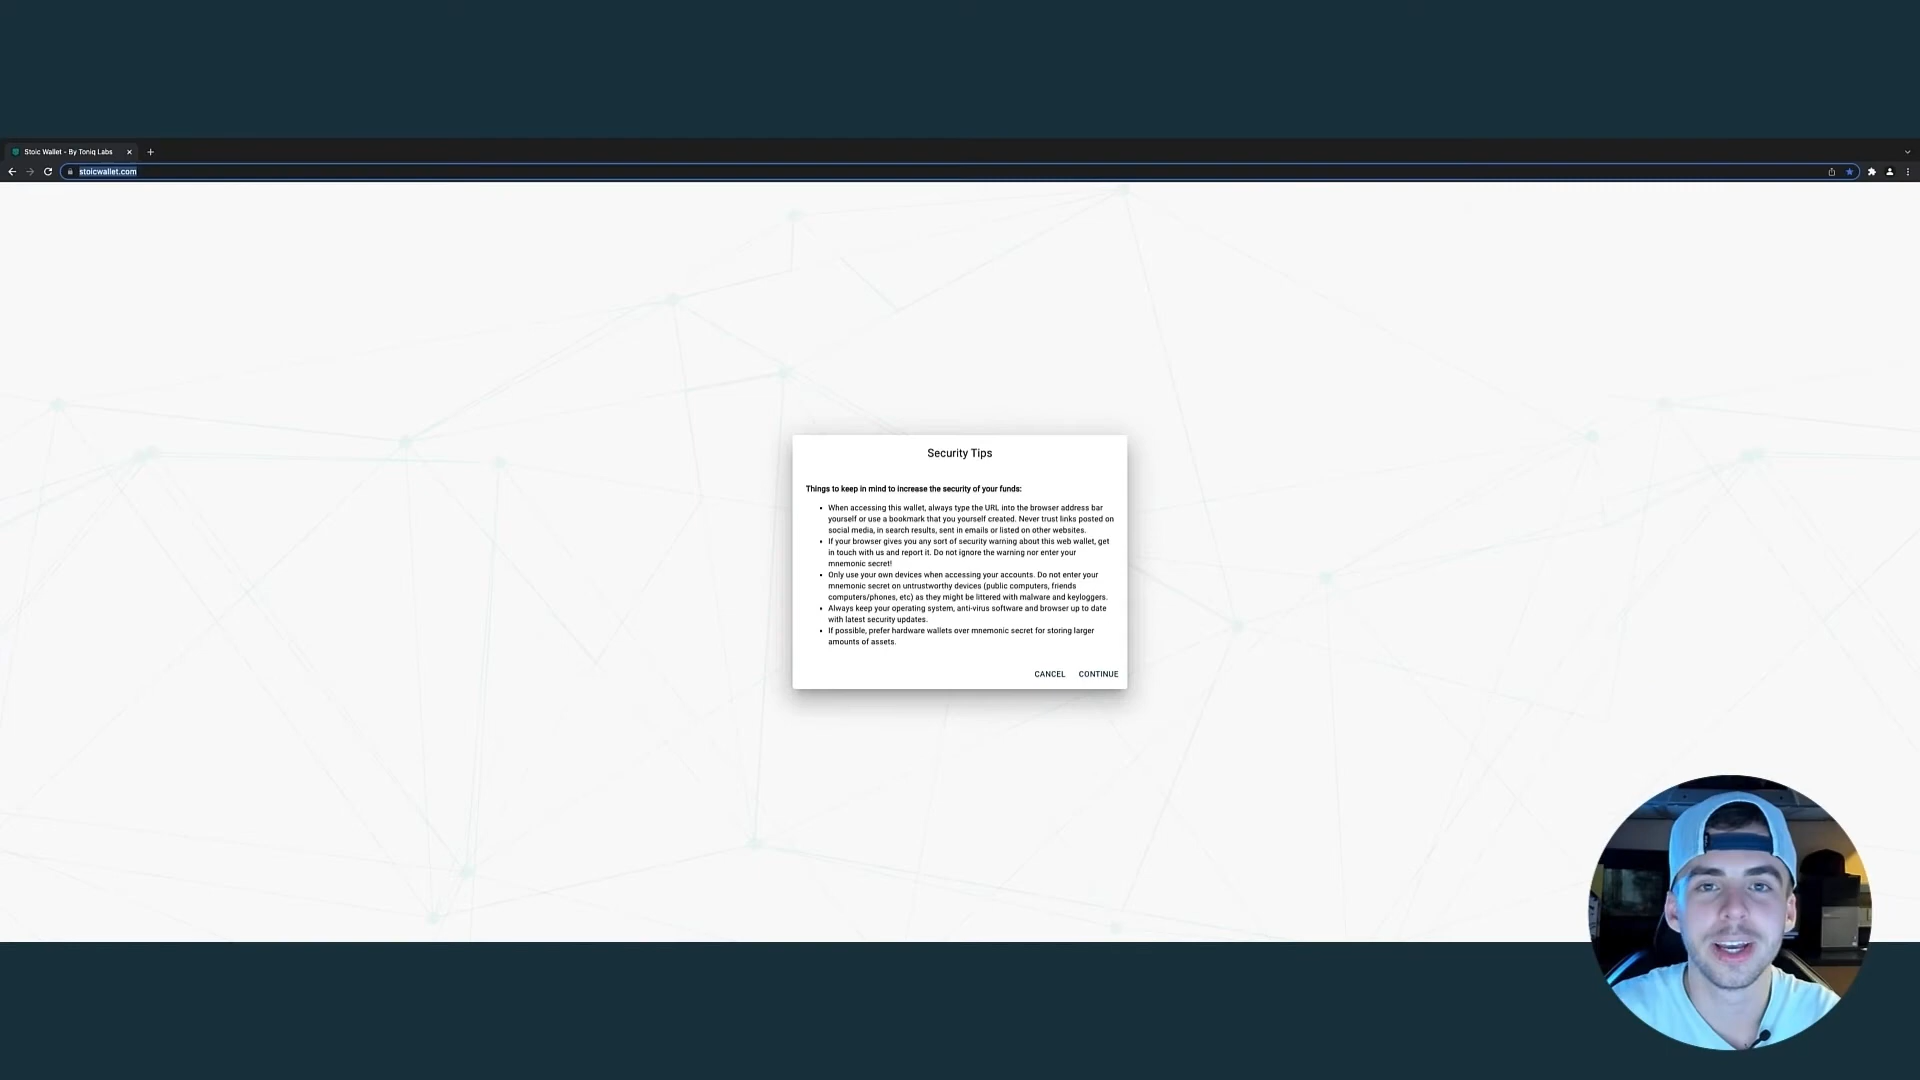 Stoic Wallet - By Toniq Labs
stoicwallet.com
Security Tips
Things to keep in mind to increase the security of your funds:
• When accessing this wallet, always type the URL into the browser address bar
yourself or use a bookmark that you yourself created. Never trust links posted on
social media, in search results, sent in emails or listed on other websites.
• If your browser gives you any sort of security warning about this web wallet, get
in touch with us and report it. Do not ignore the warning nor enter your
mnemonic secret!
• Only use your own devices when accessing your accounts. Do not enter your
mnemonic secret on untrustworthy devices (public computers, friends
computers/phones, etc) as they might be littered with malware and keyloggers.
• Always keep your operating system, anti-virus software and browser up to date
with latest security updates.
• If possible, prefer hardware wallets over mnemonic secret for storing larger
amounts of assets.
CANCEL CONTINUE